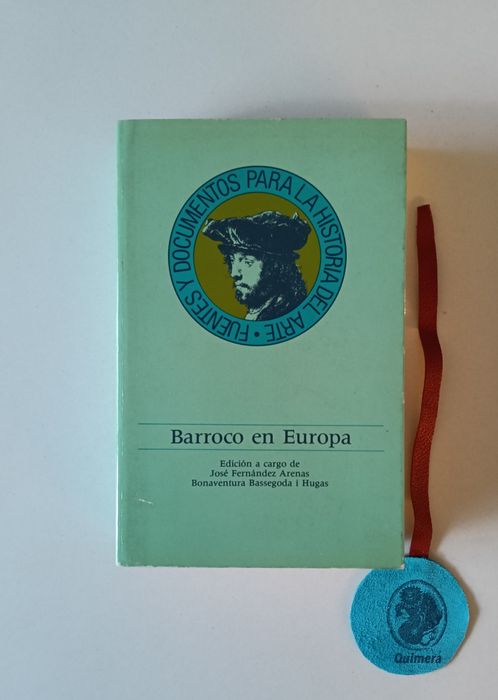 FUENTES Y DOCUMENTOS PARA LA HISTORIA DEL ARTE •
Barroco en Europa
Edición a cargo de
José Fernández Arenas
Bonaventura Bassegoda i Hugas
Quimera